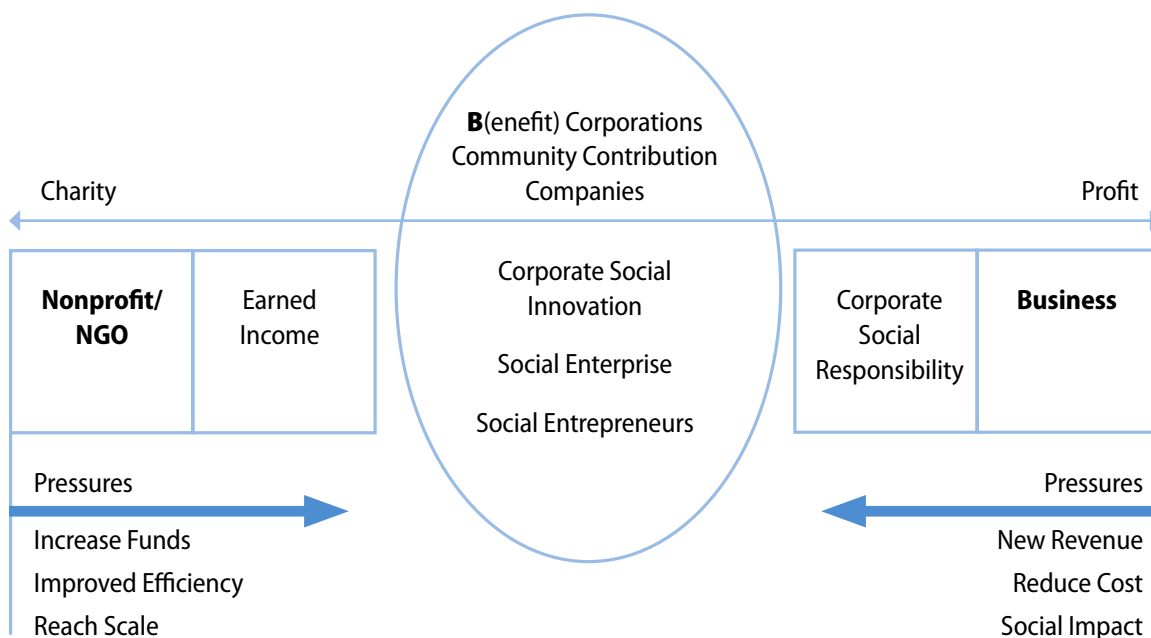 B(enefit) Corporations
Community Contribution
Companies
Charity
Profit
Nonprofit/
NGO
Earned
Income
Corporate Social
Innovation
Social Enterprise
Social Entrepreneurs
Corporate
Social
Responsibility
Business
Pressures
Increase Funds
Improved Efficiency
Reach Scale
Pressures
New Revenue
Reduce Cost
Social Impact